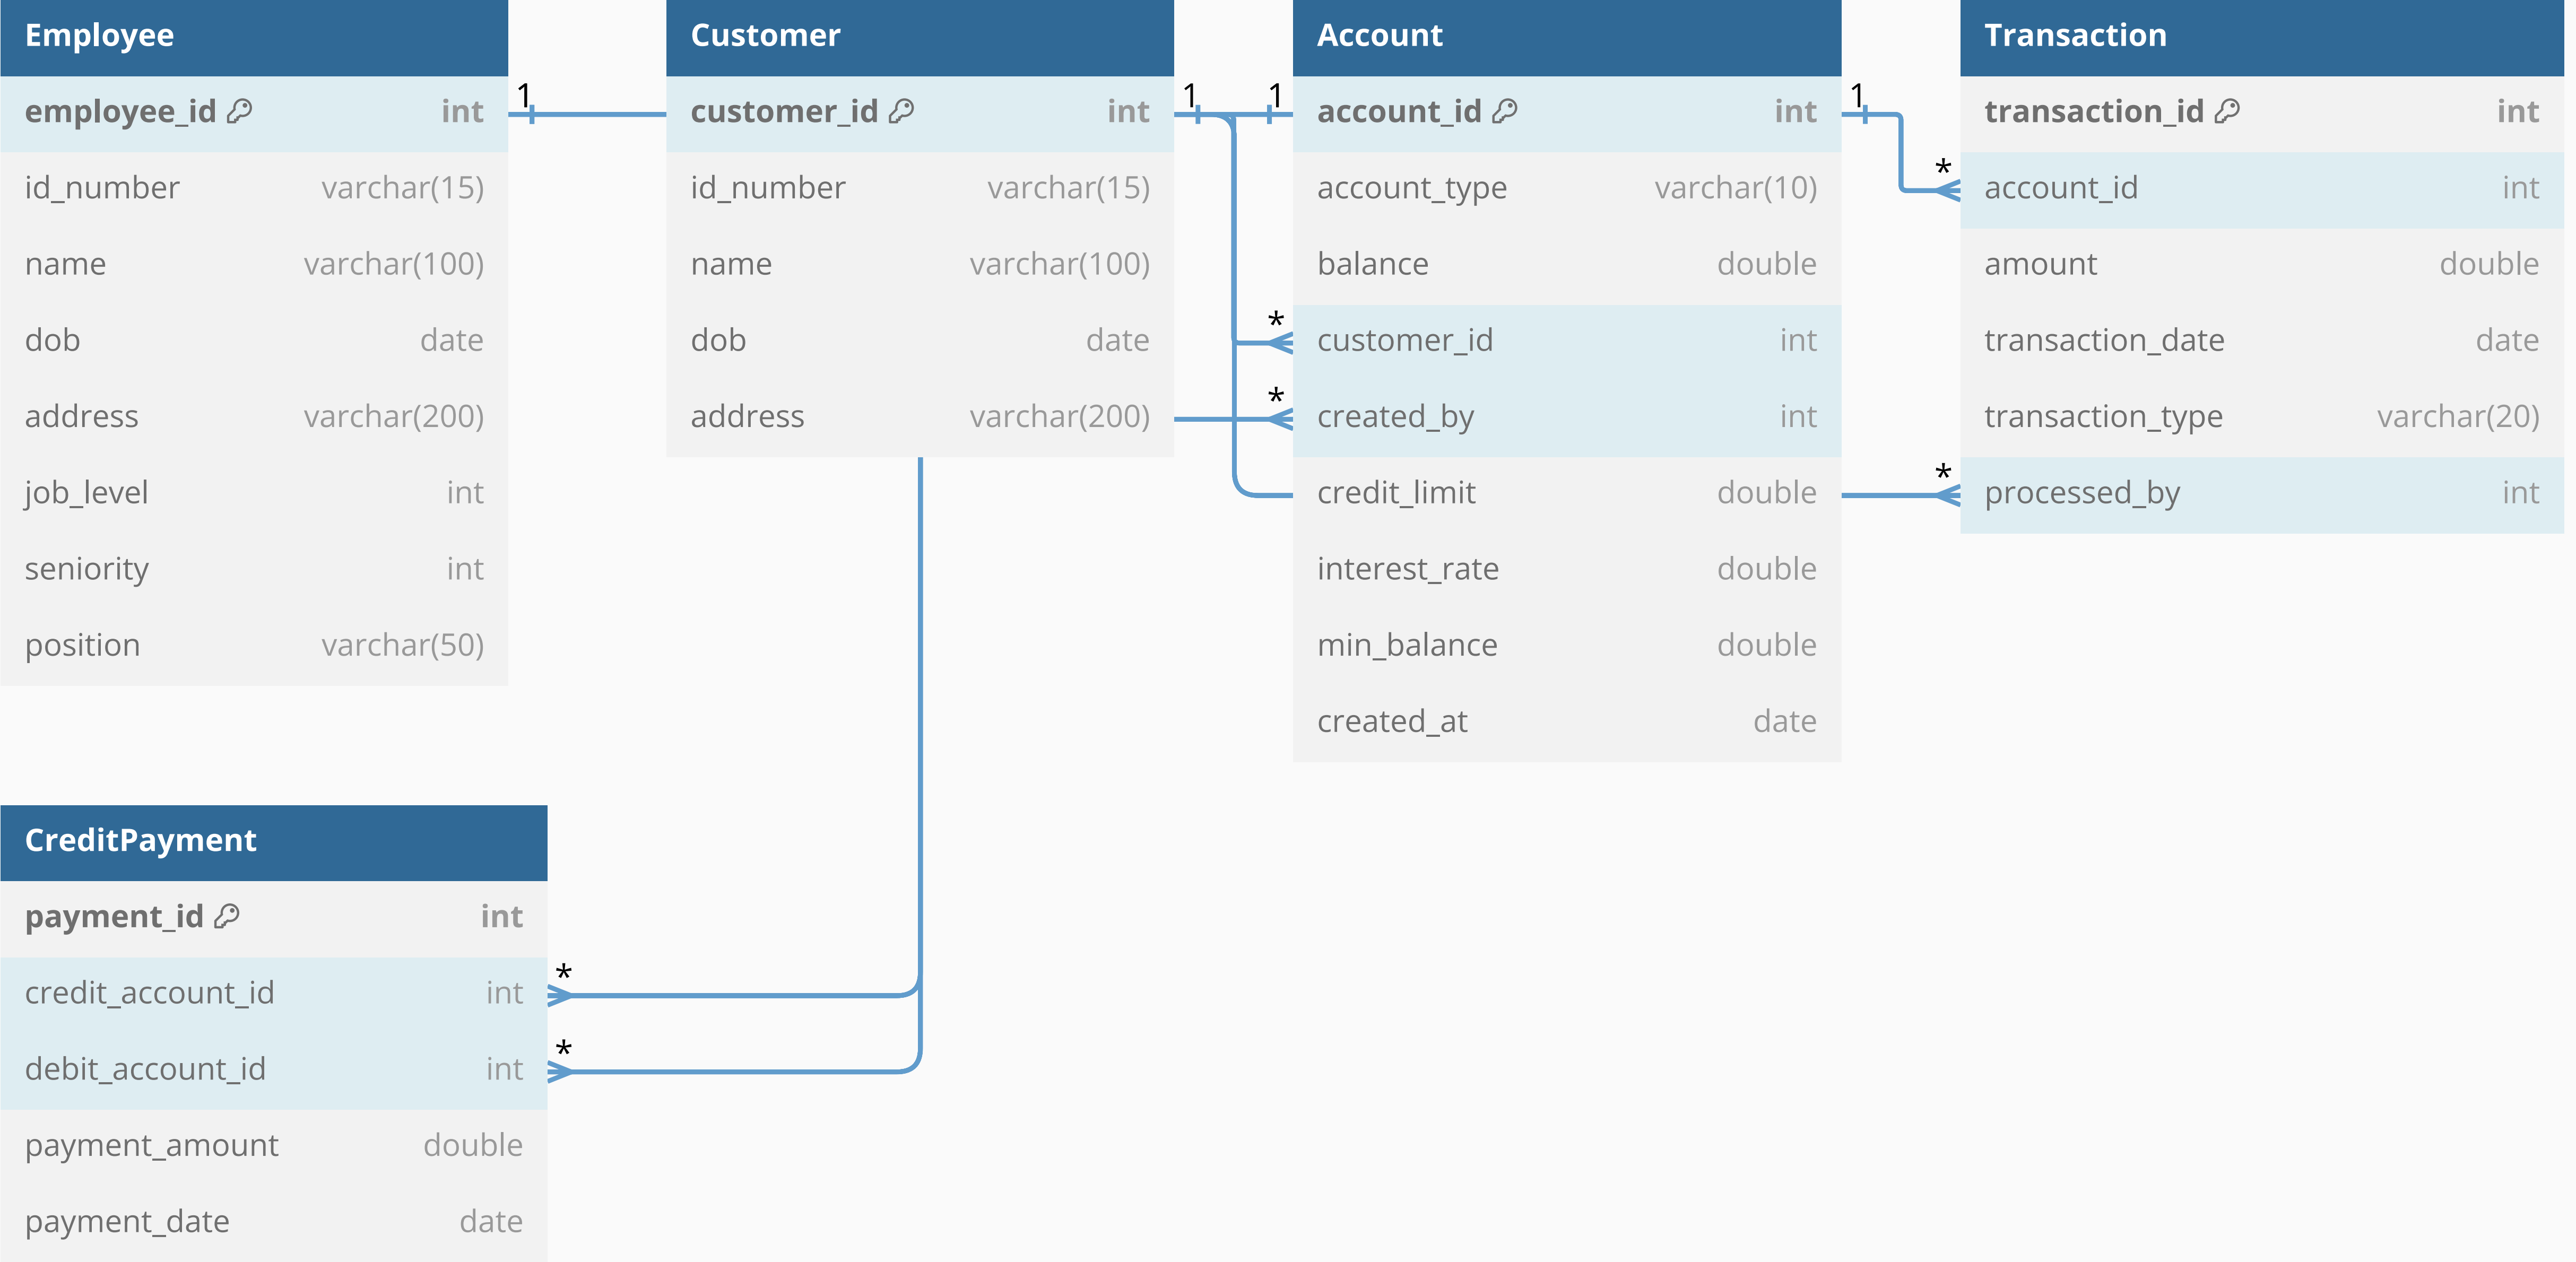 Employee
employee_id int
id_number varchar(15)
name varchar(100)
dob date
address varchar(200)
job_level int
seniority int
position varchar(50)
1
Customer
customer_id int
id_number varchar(15)
name varchar(100)
dob date
address varchar(200)
1 1
*
*
Account
account_id int
account_type varchar(10)
balance double
customer_id int
created_by int
credit_limit double
interest_rate double
min_balance double
created_at date
1
*
*
Transaction
transaction_id int
account_id int
amount double
transaction_date date
transaction_type varchar(20)
processed_by int
CreditPayment
payment_id int
credit_account_id int
debit_account_id int
payment_amount double
payment_date date
*
*